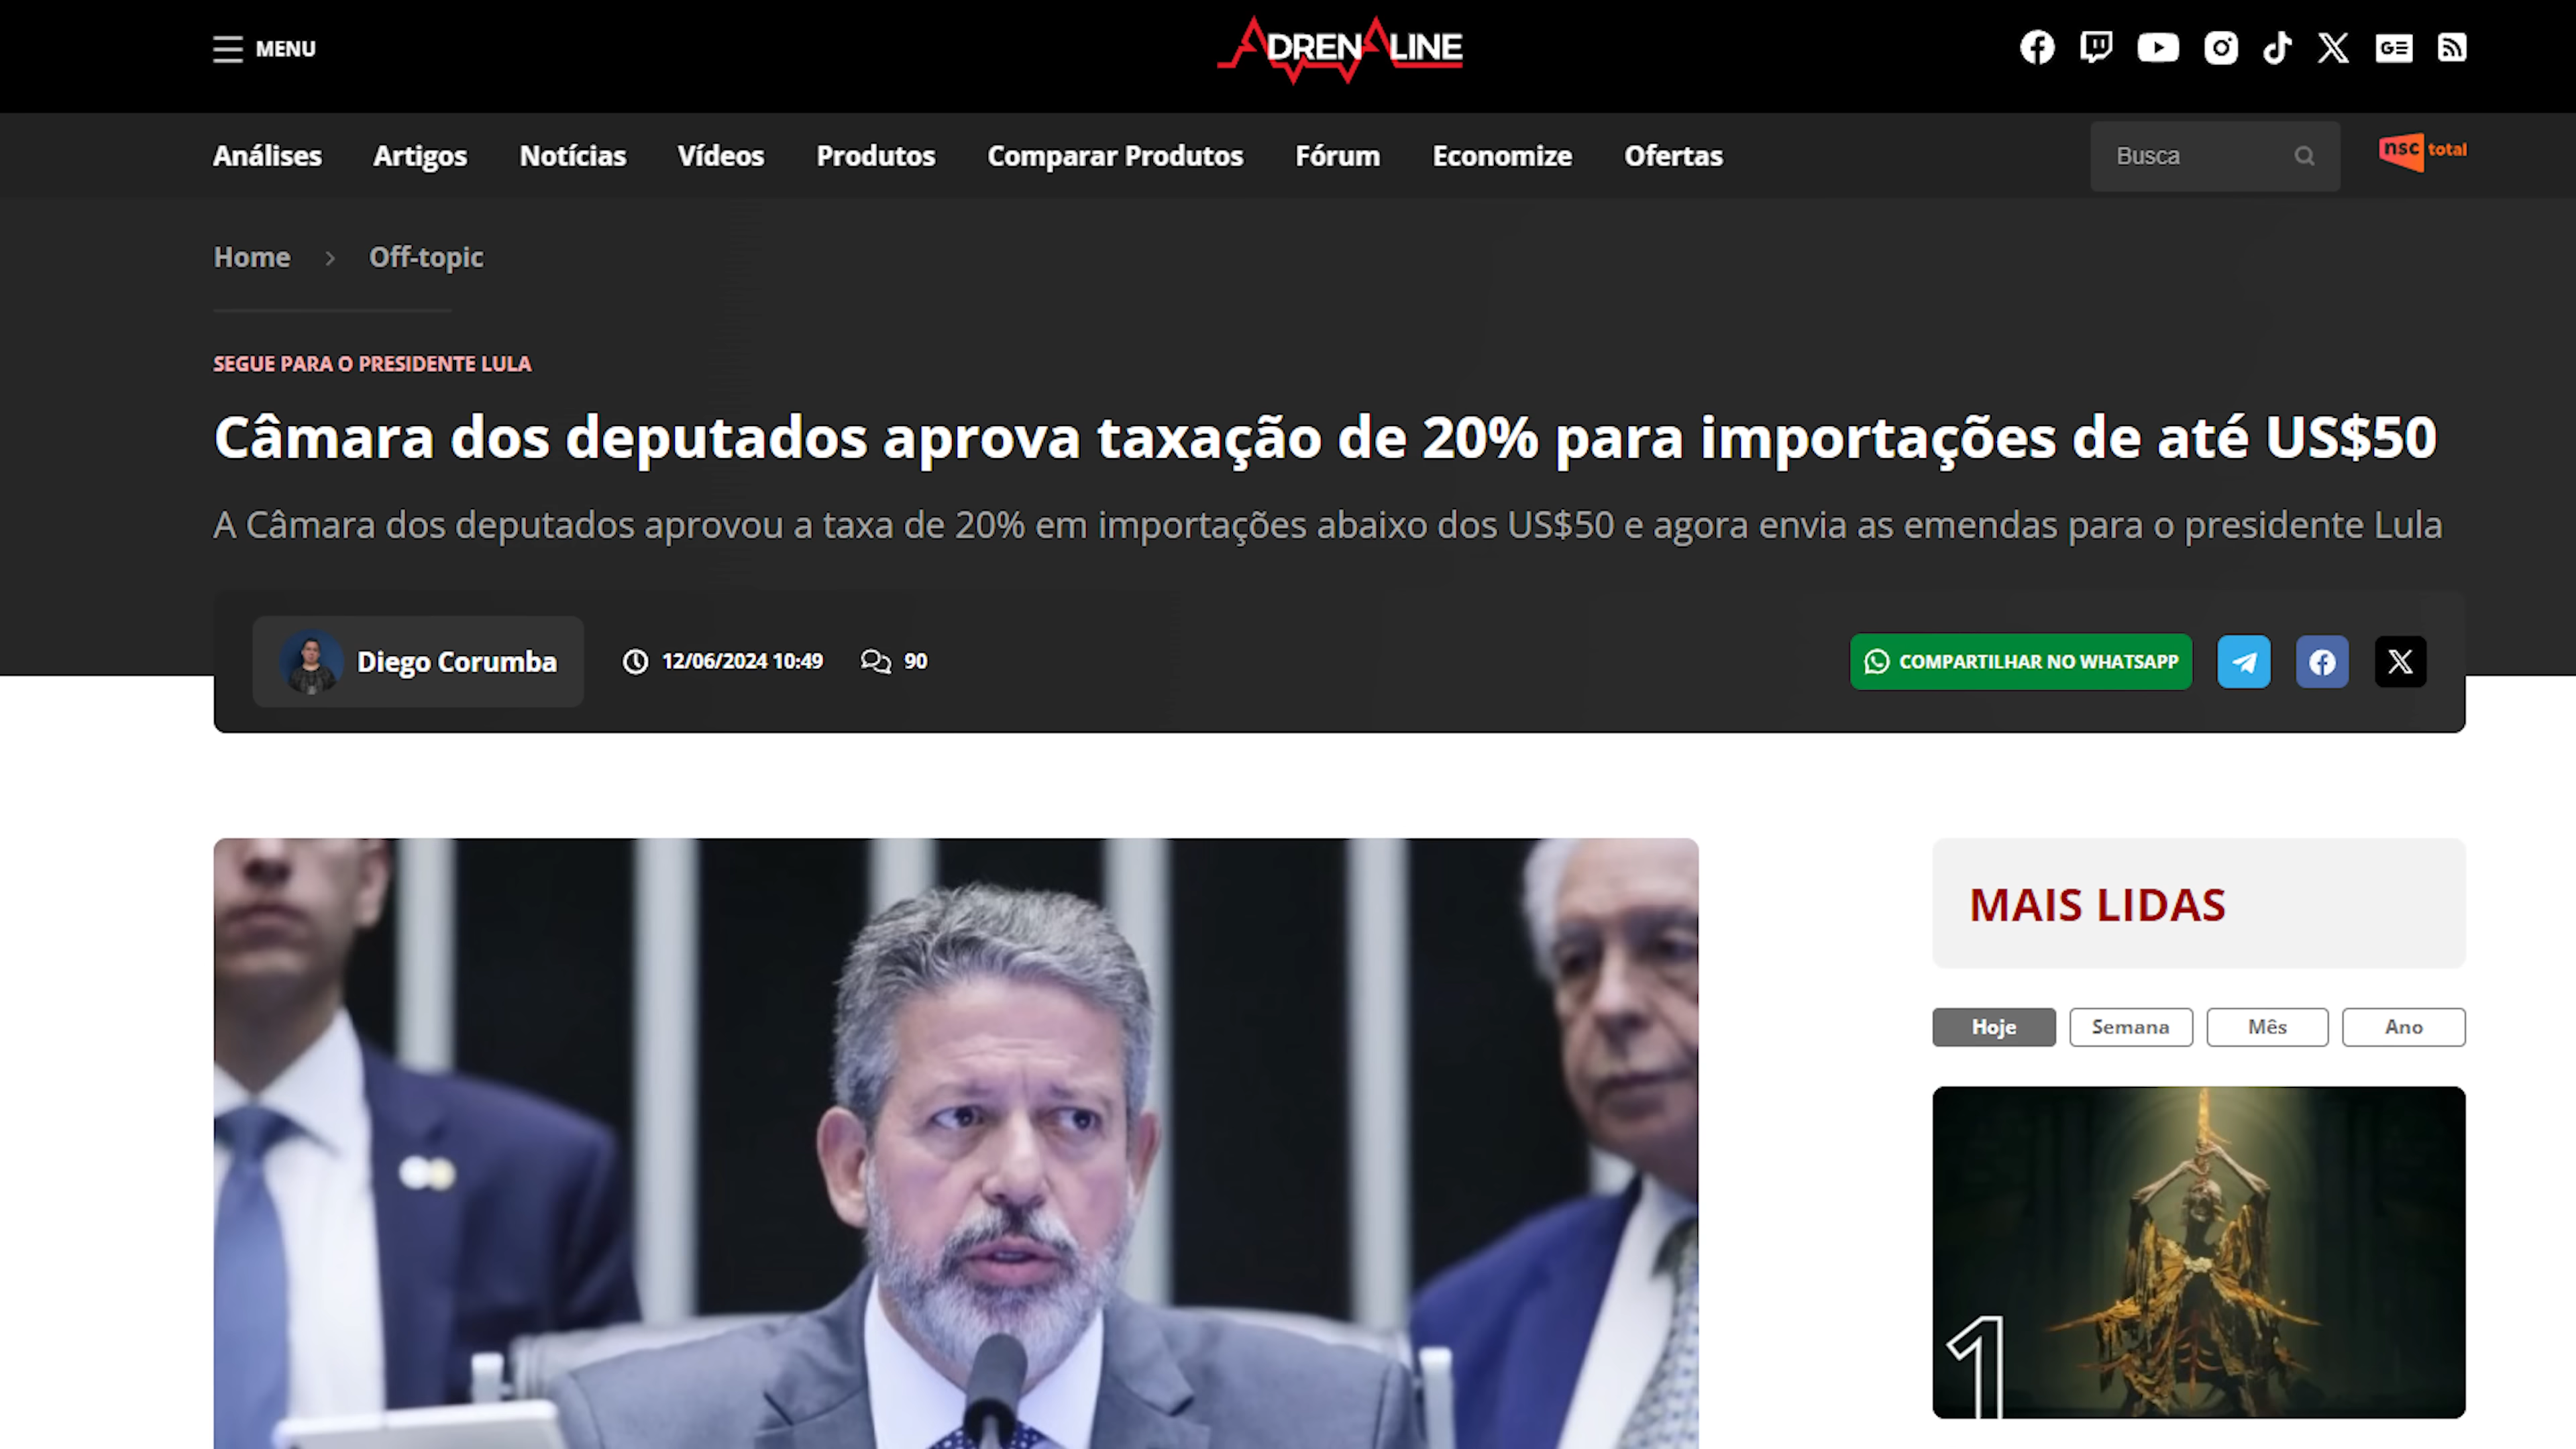 MENU
ADRENALINE
Análises Artigos Notícias Vídeos Produtos Comparar Produtos Fórum Economize Ofertas
Busca
nsc total
Home > Off-topic
SEGUE PARA O PRESIDENTE LULA
Câmara dos deputados aprova taxação de 20% para importações de até US$50
A Câmara dos deputados aprovou a taxa de 20% em importações abaixo dos US$50 e agora envia as emendas para o presidente Lula
Diego Corumba
12/06/2024 10:49
90
COMPARTILHAR NO WHATSAPP
MAIS LIDAS
Hoje Semana Mês Ano
1